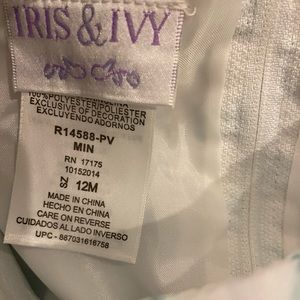 IRIS & IVY
100%POLYESTER/POLIESTER
EXCLUSIVE OF DECORATION
EXCLUYENDO ADORNOS
R14588-PV
MIN
RN 17175
10152014
SZ 12M
MADE IN CHINA
HECHO EN CHINA
CARE ON REVERSE
CUIDADOS AL LADO INVERSO
UPC - 887031616758